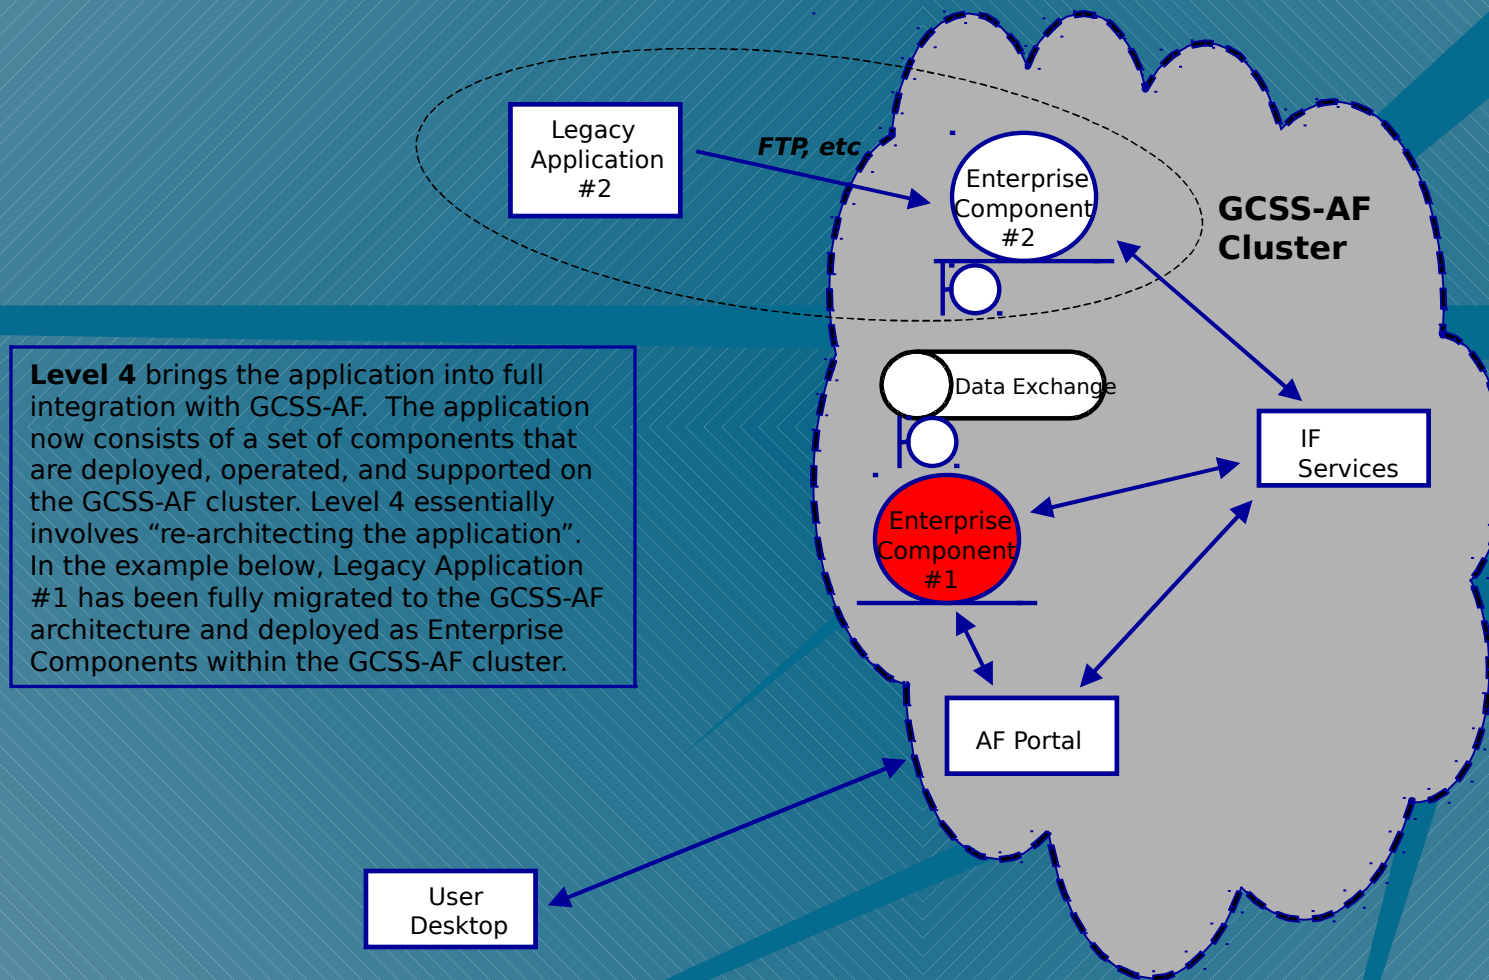 Legacy
Application
#2
FTP, etc
Enterprise
Component
#2
GCSS-AF
Cluster
Level 4 brings the application into full
integration with GCSS-AF.  The application
now consists of a set of components that
are deployed, operated, and supported on
the GCSS-AF cluster. Level 4 essentially
involves “re-architecting the application”.
In the example below, Legacy Application
#1 has been fully migrated to the GCSS-AF
architecture and deployed as Enterprise
Components within the GCSS-AF cluster.
Data Exchange
IF
Services
Enterprise
Component
#1
AF Portal
User
Desktop